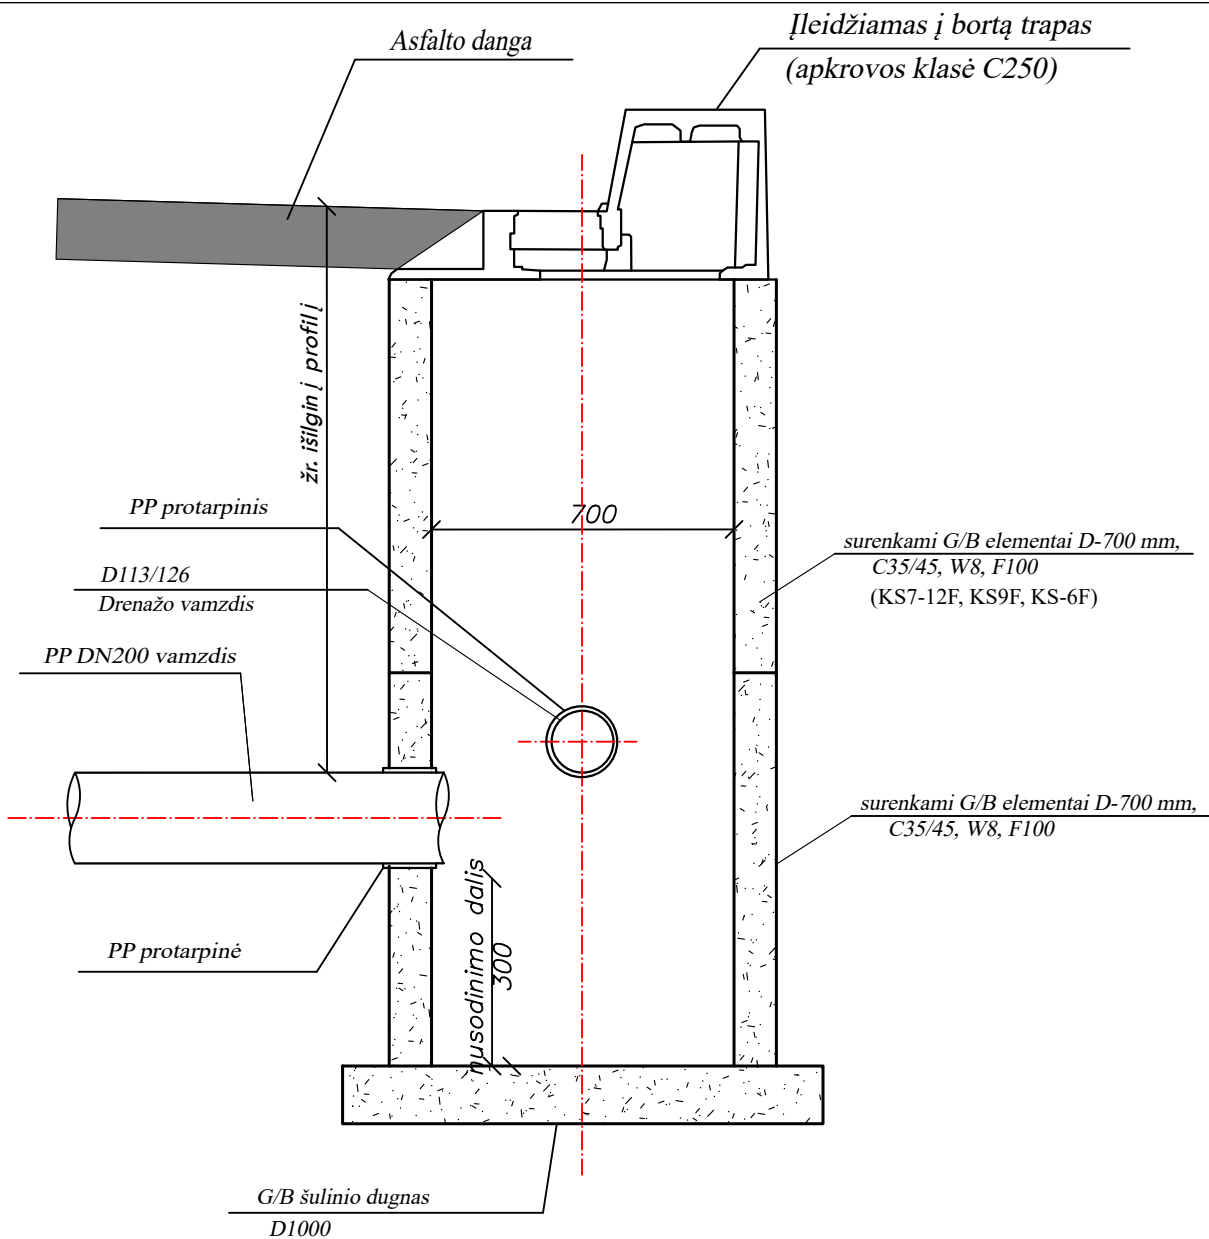 Įleidžiamas į bortą trapas
(apkrovos klasė C250)
Asfalto danga
žr. išilgin į profil į
PP protarpinis
700
D113/126
Drenažo vamzdis
surenkami G/B elementai D-700 mm,
C35/45, W8, F100
(KS7-12F, KS9F, KS-6F)
PP DN200 vamzdis
surenkami G/B elementai D-700 mm,
C35/45, W8, F100
PP protarpinė
nusodinimo dalis
300
G/B šulinio dugnas
D1000